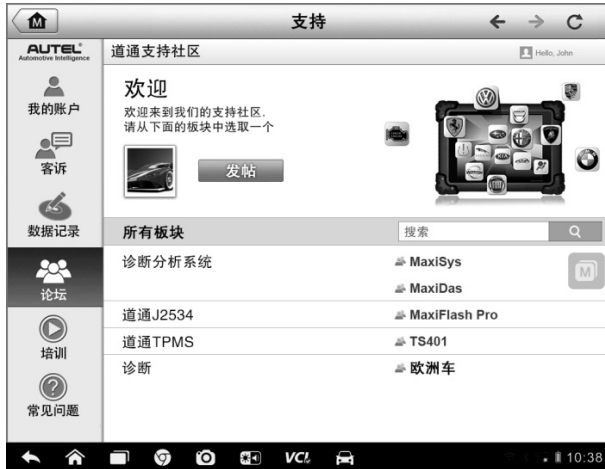 支持
AUTEL
Automotive Intelligence
道通支持社区
Hello, John
我的账户
客诉
数据记录
论坛
培训
常见问题
欢迎
欢迎来到我们的支持社区.
请从下面的板块中选取一个
发帖
所有板块
搜索
诊断分析系统
MaxiSys
MaxiDas
道通J2534
MaxiFlash Pro
道通TPMS
TS401
诊断
欧洲车
VCI
10:38